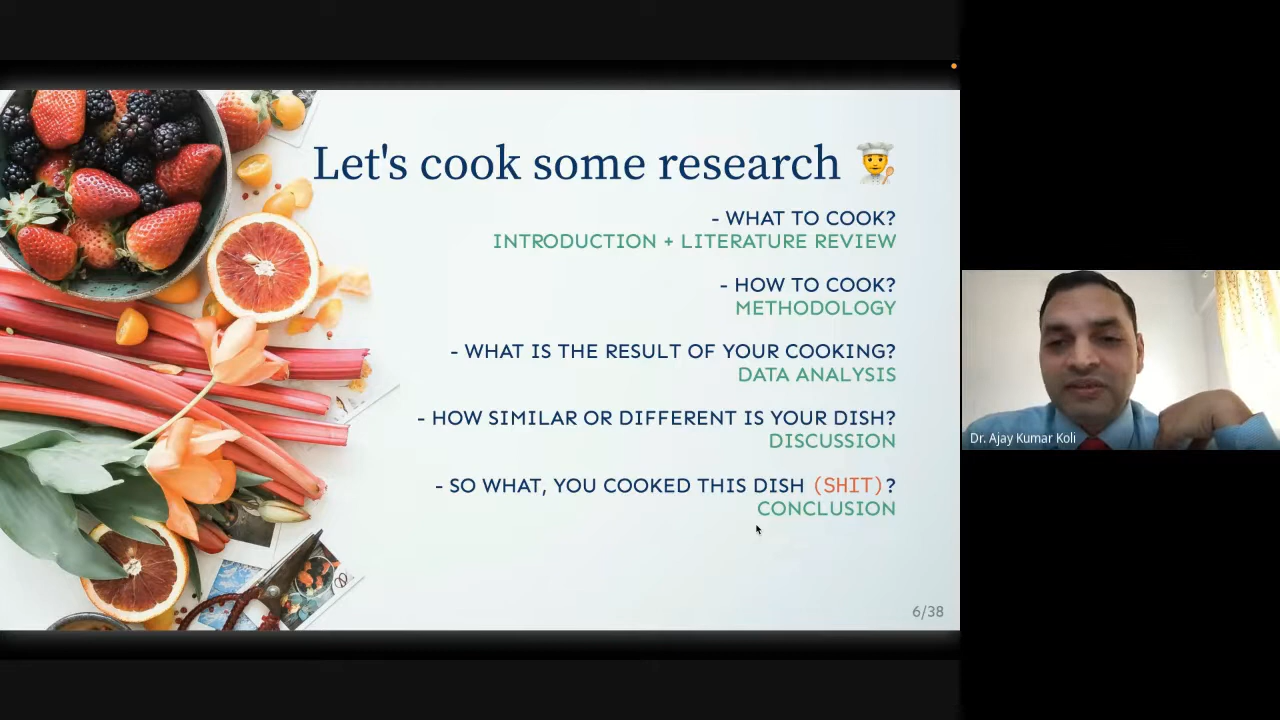 Let's cook some research
- WHAT TO COOK?
INTRODUCTION + LITERATURE REVIEW
- HOW TO COOK?
METHODOLOGY
- WHAT IS THE RESULT OF YOUR COOKING?
DATA ANALYSIS
- HOW SIMILAR OR DIFFERENT IS YOUR DISH?
DISCUSSION
- SO WHAT, YOU COOKED THIS DISH (SHIT)?
CONCLUSION
6/38
Dr. Ajay Kumar Koli